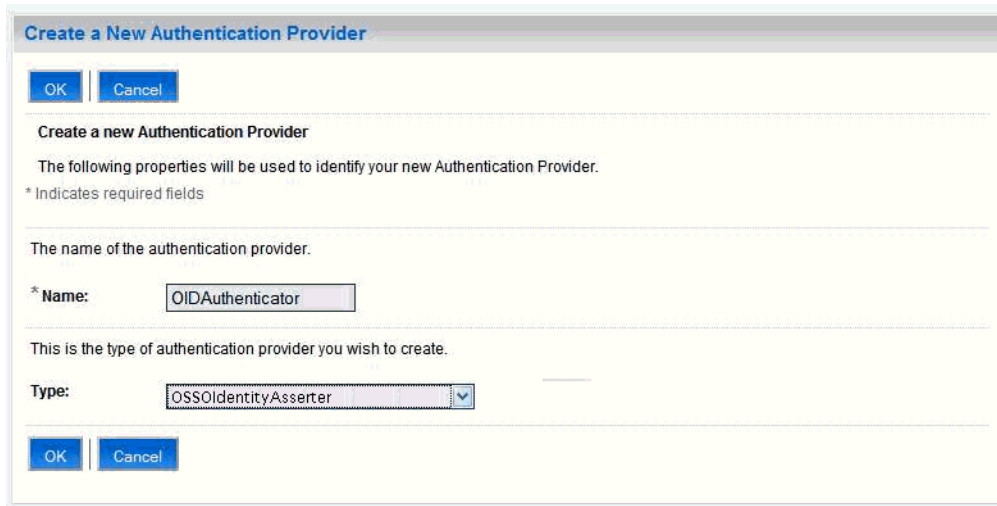 Create a New Authentication Provider
OK Cancel
Create a new Authentication Provider
The following properties will be used to identify your new Authentication Provider.
* Indicates required fields
The name of the authentication provider.
* Name: OIDAuthenticator
This is the type of authentication provider you wish to create.
Type: OSSOIdentityAsserter
OK Cancel